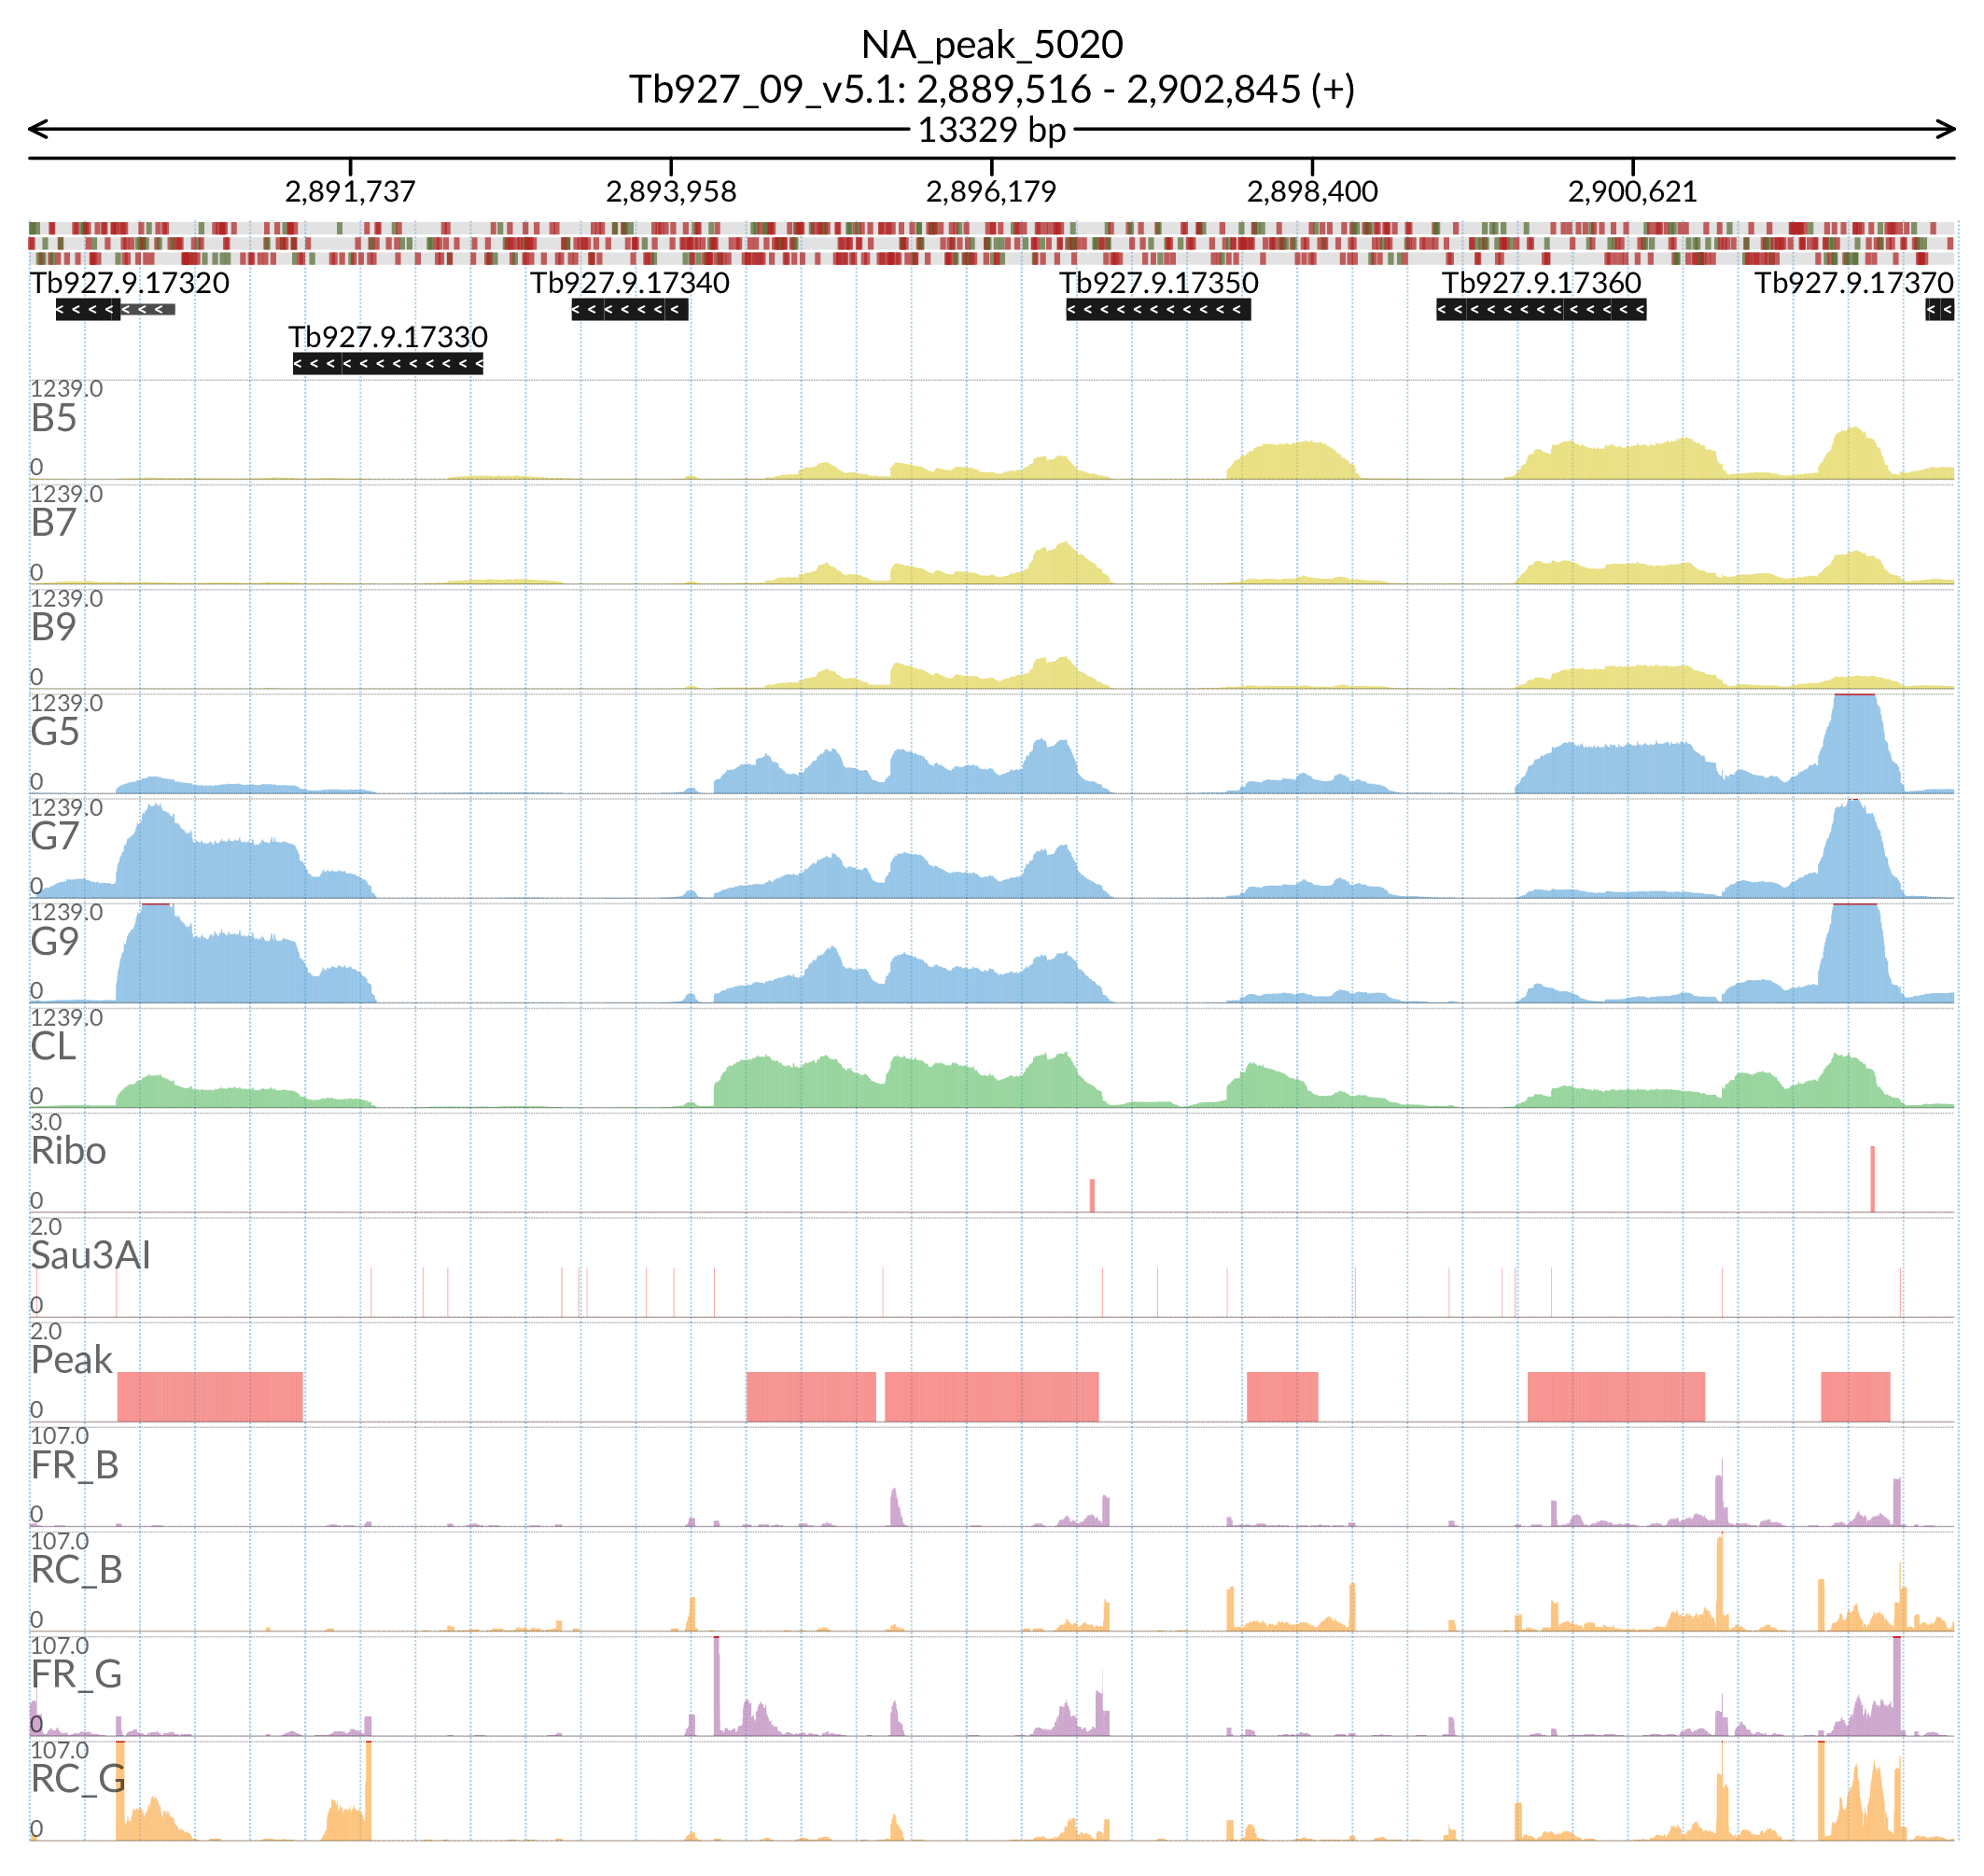 NA_peak_5020
Tb927_09_v5.1: 2,889,516 - 2,902,845 (+)
13329 bp
2,891,737 2,893,958 2,896,179 2,898,400 2,900,621
Tb927.9.17320 Tb927.9.17340 Tb927.9.17350 Tb927.9.17360 Tb927.9.17370
Tb927.9.17330
1239.0
B5
0
1239.0
B7
0
1239.0
B9
0
1239.0
G5
0
1239.0
G7
0
1239.0
G9
0
1239.0
CL
0
3.0
Ribo
0
2.0
Sau3AI
0
2.0
Peak
0
107.0
FR_B
0
107.0
RC_B
0
107.0
FR_G
0
107.0
RC_G
0